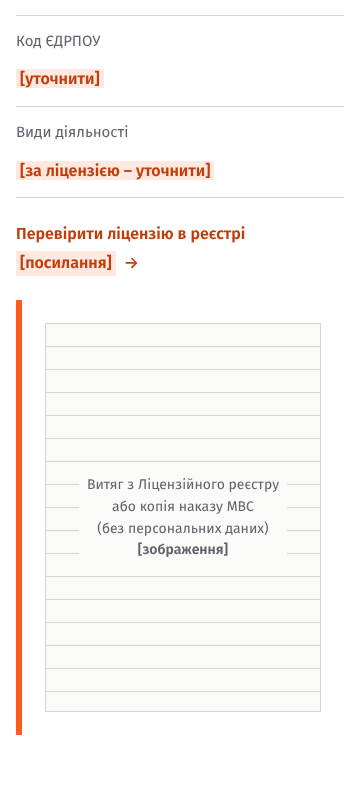 Код ЄДРПОУ
[уточнити]
Види діяльності
[за ліцензією – уточнити]
Перевірити ліцензію в реєстрі
[посилання] →
Витяг з Ліцензійного реєстру
або копія наказу МВС
(без персональних даних)
[зображення]